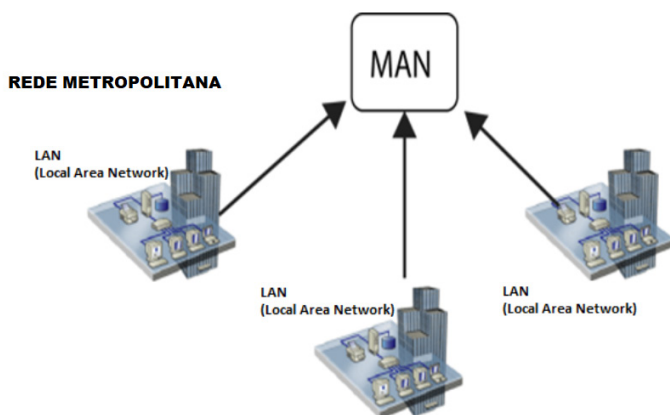 MAN
REDE METROPOLITANA
LAN
(Local Area Network)
LAN
(Local Area Network)
LAN
(Local Area Network)